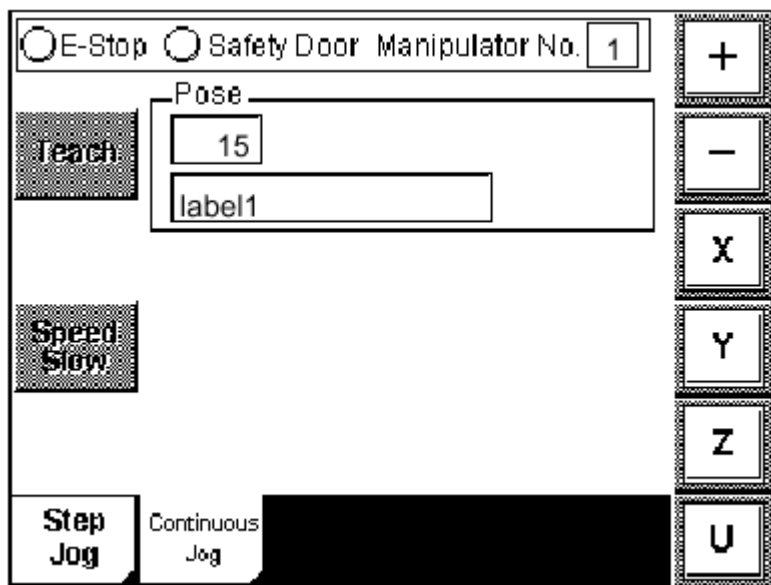 E-Stop Safety Door Manipulator No. 1
+
Pose
Teach
15
label1
−
X
Speed
Slow
Y
Z
Step
Jog
Continuous
Jog
U